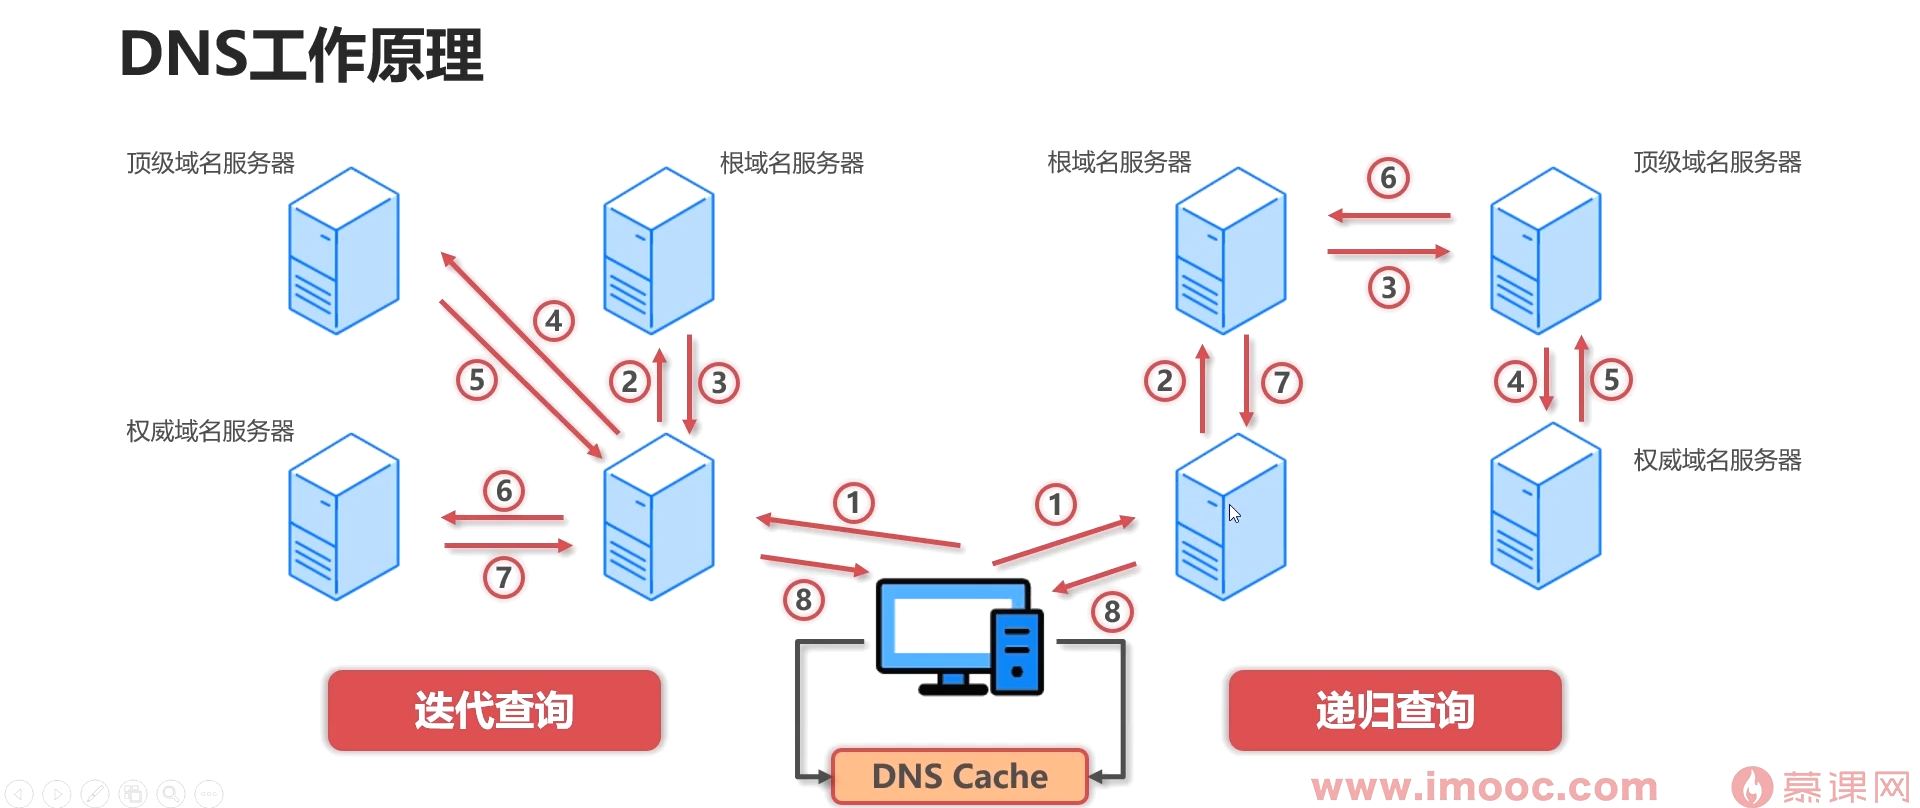 DNS工作原理
顶级域名服务器
根域名服务器
根域名服务器
⑥
顶级域名服务器
③
④
⑤
②
③
②
⑦
④
⑤
权威域名服务器
权威域名服务器
⑥
⑦
①
①
⑧
⑧
迭代查询
递归查询
DNS Cache
www.imooc.com
慕课网